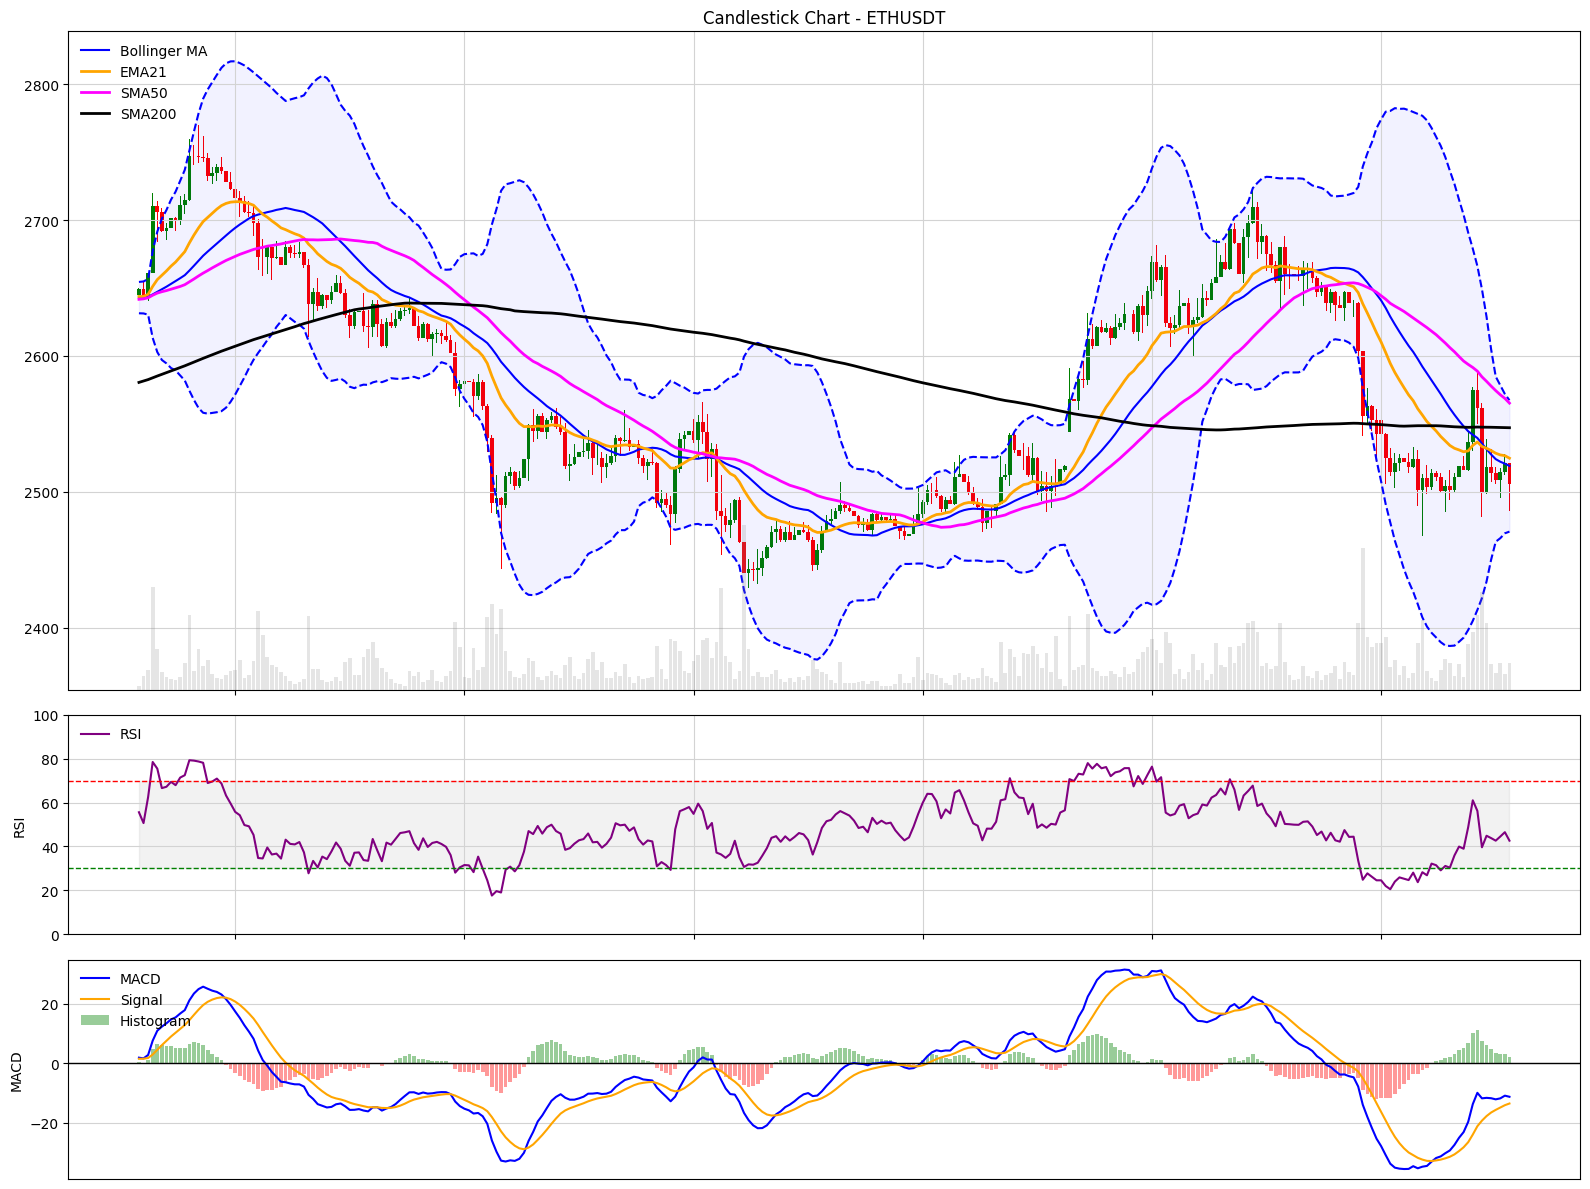 Candlestick Chart - ETHUSDT
Bollinger MA
EMA21
SMA50
SMA200
2800
2700
2600
2500
2400
RSI
100
80
60
40
20
0
RSI
MACD
Signal
Histogram
20
0
−20
MACD